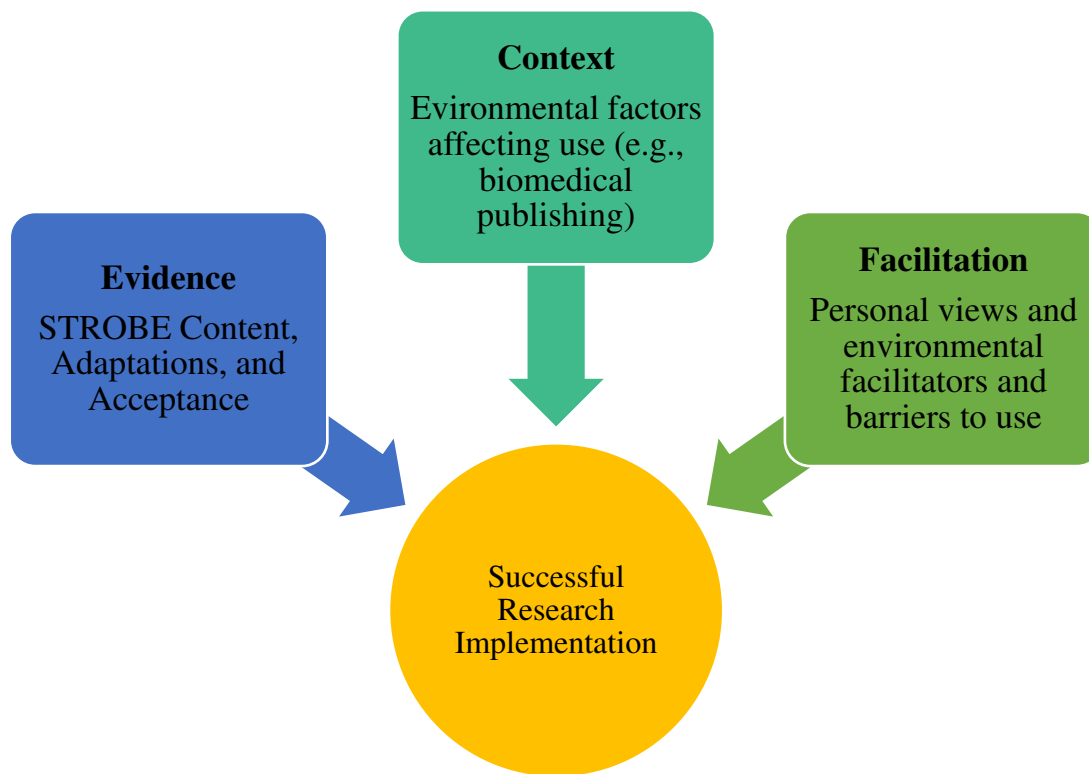 Context
Evironmental factors
affecting use (e.g.,
biomedical
publishing)
Evidence
STROBE Content,
Adaptations, and
Acceptance
Facilitation
Personal views and
environmental
facilitators and
barriers to use
Successful
Research
Implementation